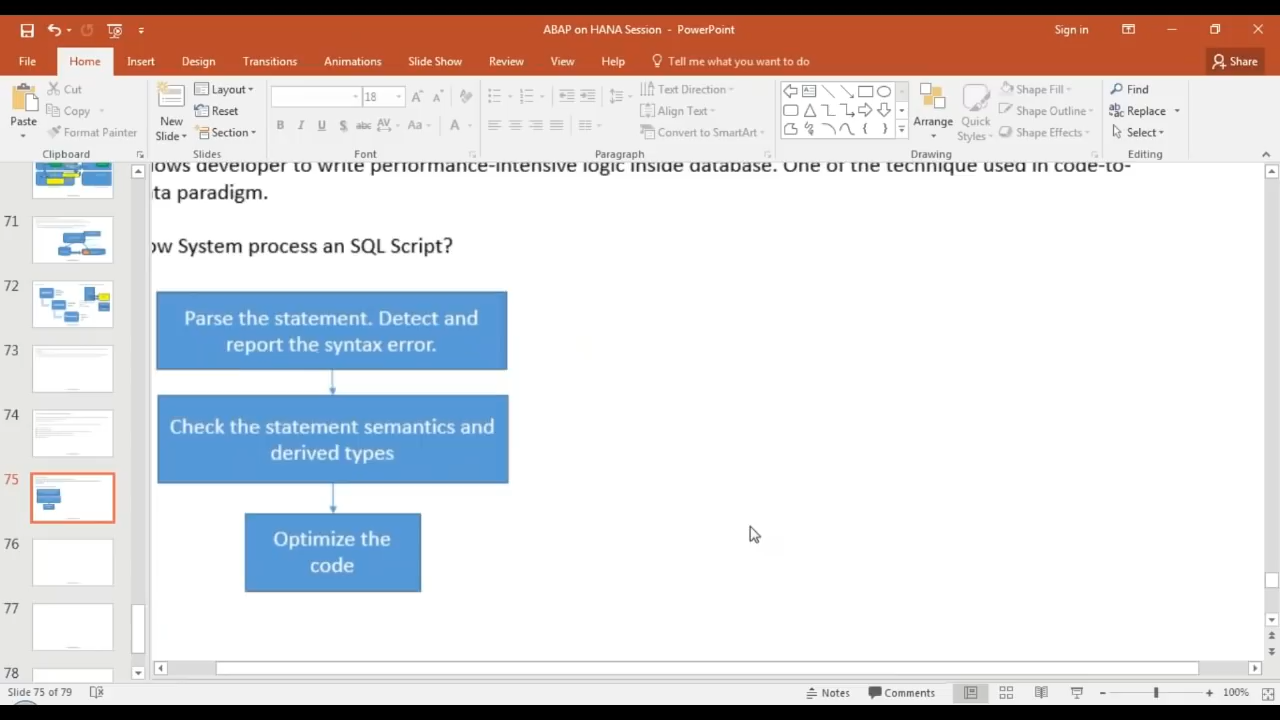 ABAP on HANA Session - PowerPoint
Sign in
File Home Insert Design Transitions Animations Slide Show Review View Help Tell me what you want to do Share
Paste
Cut
Copy
Format Painter
Clipboard
New Slide
Layout
Reset
Section
Slides
18
B I U S abc AV Aa A
Font
Paragraph
Text Direction
Align Text
Convert to SmartArt
Arrange
Quick Styles
Shape Fill
Shape Outline
Shape Effects
Drawing
Find
Replace
Select
Editing
lows developer to write performance-intensive logic inside database. One of the technique used in code-to-
ta paradigm.
ow System process an SQL Script?
Parse the statement. Detect and
report the syntax error.
Check the statement semantics and
derived types
Optimize the
code
71
72
73
74
75
76
77
78
Slide 75 of 79
Notes
Comments
100%